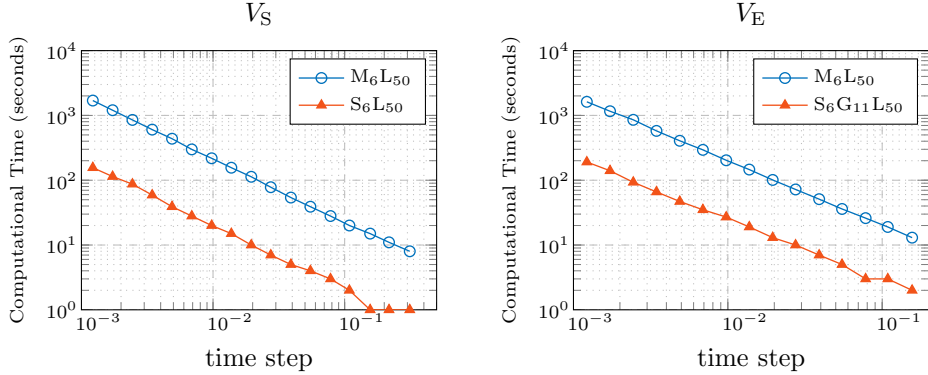 V_S
Computational Time (seconds)
10^4
10^3
10^2
10^1
10^0
M_6L_50
S_6L_50
10^−3
10^−2
10^−1
time step
V_E
Computational Time (seconds)
10^4
10^3
10^2
10^1
10^0
M_6L_50
S_6G_11L_50
10^−3
10^−2
10^−1
time step